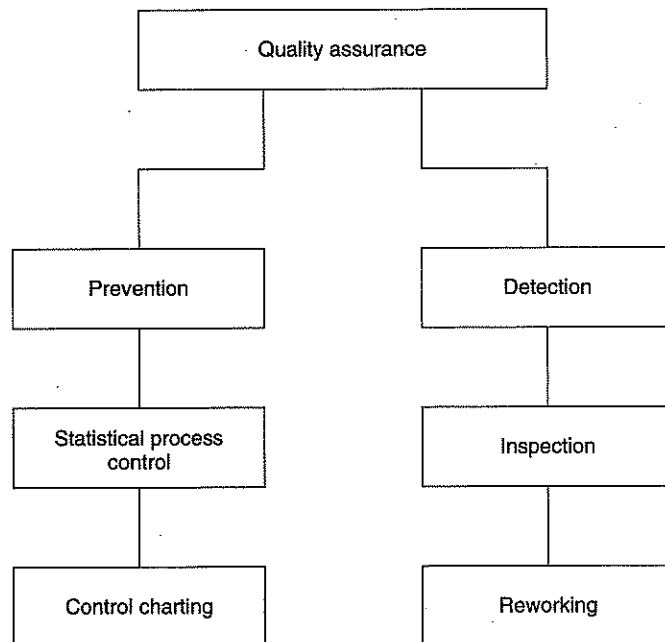 Quality assurance
Prevention
Detection
Statistical process
control
Inspection
Control charting
Reworking